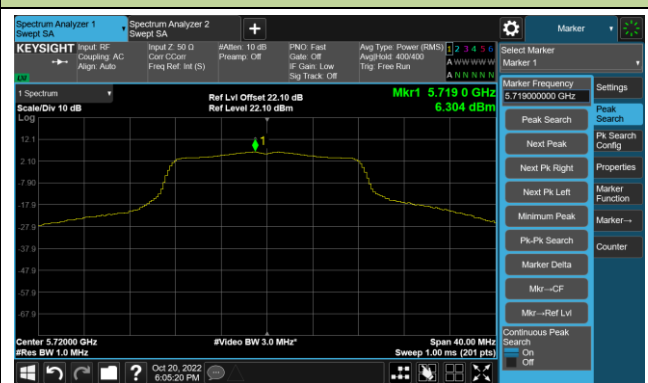 Spectrum Analyzer 1
Swept SA
Spectrum Analyzer 2
Swept SA
+
Marker
KEYSIGHT
Input: RF
Coupling: AC
Align: Auto
Input Z: 50 Ω
Corr CCorr
Freq Ref: Int (S)
#Atten: 10 dB
Preamp: Off
PNO: Fast
Gate: Off
IF Gain: Low
Sig Track: Off
Avg Type: Power (RMS)
Avg|Hold: 400/400
Trig: Free Run
1 2 3 4 5 6
A W W W W W
A N N N N N
Select Marker
Marker 1
1 Spectrum
Scale/Div 10 dB
Log
Ref Lvl Offset 22.10 dB
Ref Level 22.10 dBm
Mkr1 5.719 0 GHz
6.304 dBm
1
12.1
2.10
-7.90
-17.9
-27.9
-37.9
-47.9
-57.9
-67.9
Center 5.72000 GHz
#Res BW 1.0 MHz
#Video BW 3.0 MHz*
Span 40.00 MHz
Sweep 1.00 ms (201 pts)
Marker Frequency
5.719000000 GHz
Peak Search
Next Peak
Next Pk Right
Next Pk Left
Minimum Peak
Pk-Pk Search
Marker Delta
Mkr→CF
Mkr→Ref Lvl
Continuous Peak
Search
On
Off
Settings
Peak
Search
Pk Search
Config
Properties
Marker
Function
Marker→
Counter
?
Oct 20, 2022
6:05:20 PM